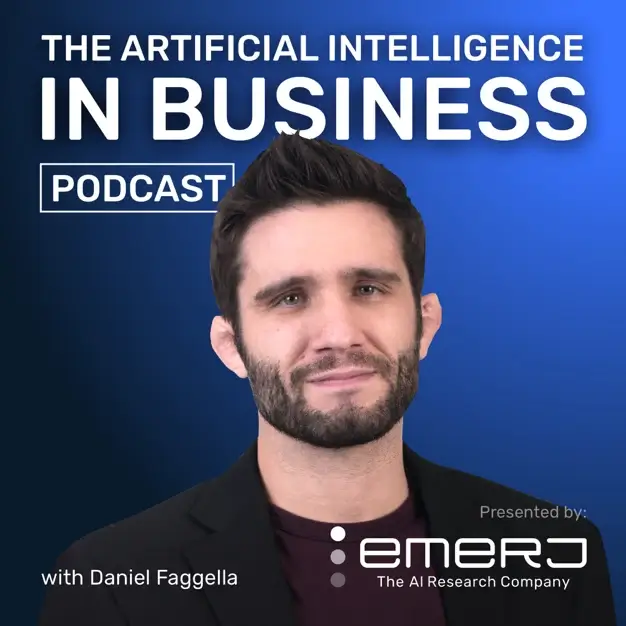 THE ARTIFICIAL INTELLIGENCE
IN BUSINESS
PODCAST
Presented by:
emerj
The AI Research Company
with Daniel Faggella